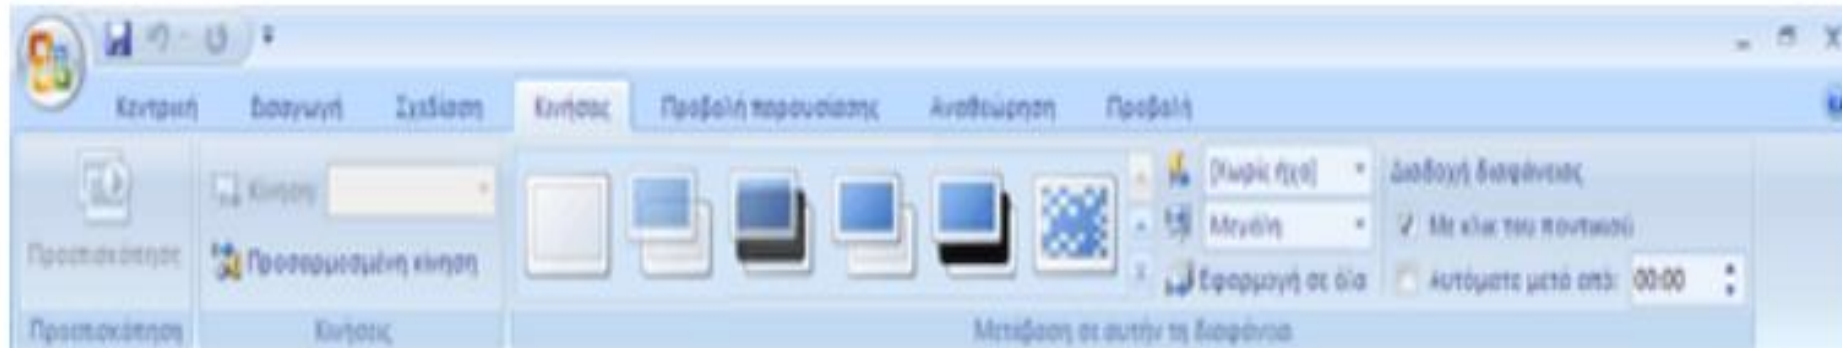 Κεντρική Εισαγωγή Σχεδίαση Κινήσεις Προβολή παρουσίασης Αναθεώρηση Προβολή
Προεπισκόπηση
Κίνηση:
Προσαρμοσμένη κίνηση
[Χωρίς ήχο]
Μεγάλη
Εφαρμογή σε όλα
Διαδοχή διαφάνειας
Με κλικ του ποντικιού
Αυτόματα μετά από: 00:00
Προεπισκόπηση Κινήσεις Μετάβαση σε αυτήν τη διαφάνεια